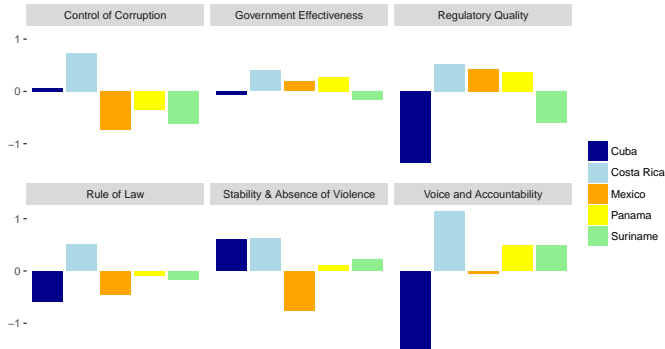 Control of Corruption
Government Effectiveness
Regulatory Quality
1
0
−1
Rule of Law
Stability & Absence of Violence
Voice and Accountability
1
0
−1
Cuba
Costa Rica
Mexico
Panama
Suriname